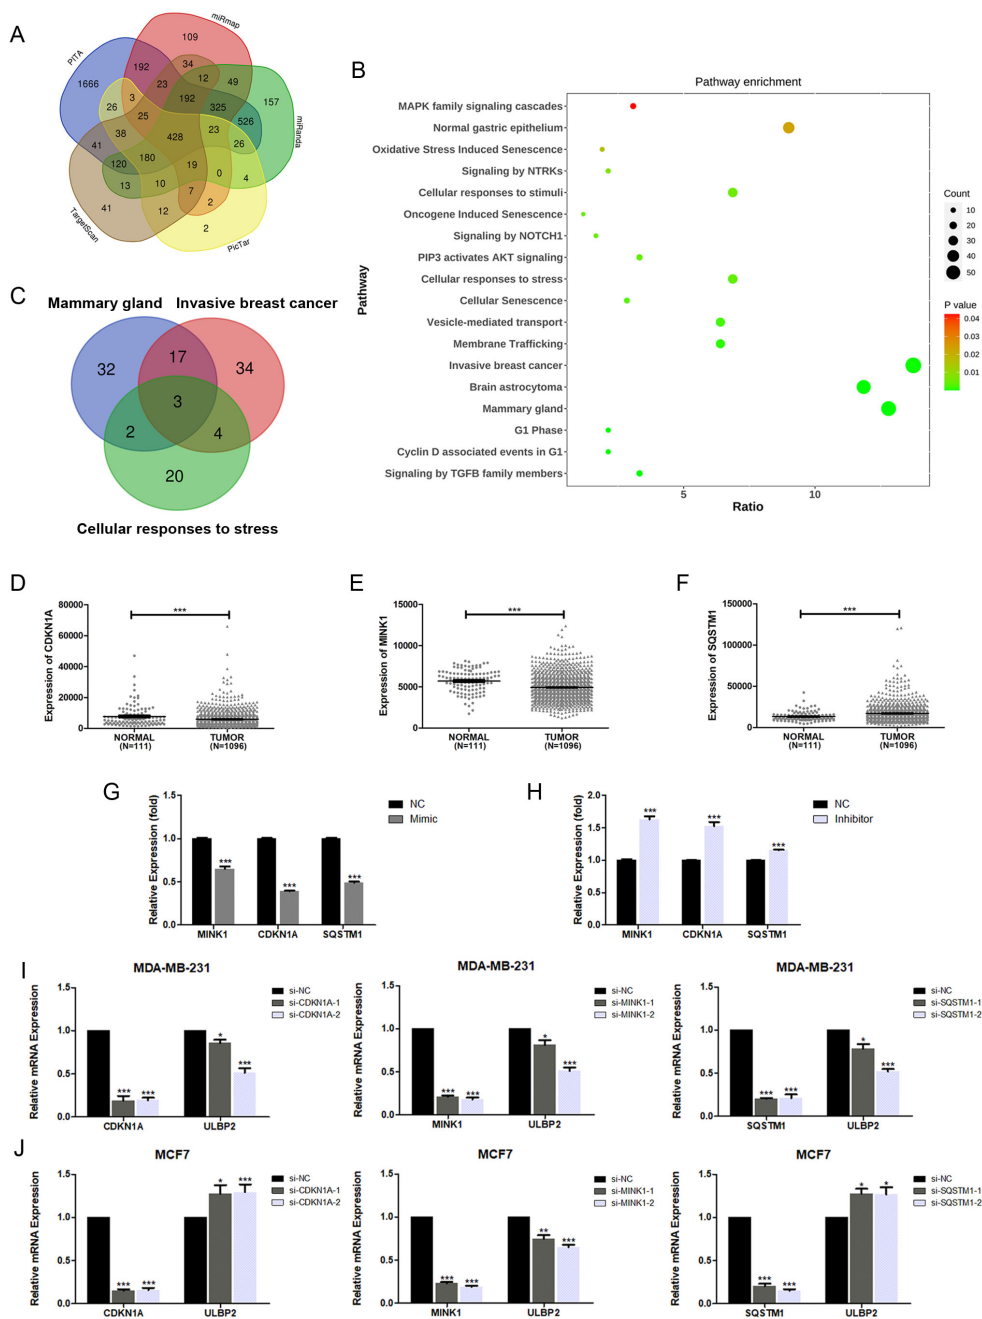 A
PITA
miRmap
miRanda
PicTar
TargetScan
109
34
192
23
12
49
1666
157
26
3
192
325
526
25
38
23
26
428
41
180
120
19
0
4
13
10
7
2
41
12
2
B
Pathway enrichment
Pathway
MAPK family signaling cascades
Normal gastric epithelium
Oxidative Stress Induced Senescence
Signaling by NTRKs
Cellular responses to stimuli
Oncogene Induced Senescence
Signaling by NOTCH1
PIP3 activates AKT signaling
Cellular responses to stress
Cellular Senescence
Vesicle-mediated transport
Membrane Trafficking
Invasive breast cancer
Brain astrocytoma
Mammary gland
G1 Phase
Cyclin D associated events in G1
Signaling by TGFB family members
5 10
Ratio
Count
10
20
30
40
50
P value
0.04
0.03
0.02
0.01
C
Mammary gland Invasive breast cancer
32 17 34
3
2 4
20
Cellular responses to stress
D
Expression of CDKN1A
80000
60000
40000
20000
0
***
NORMAL TUMOR
(N=111) (N=1096)
E
Expression of MINK1
15000
10000
5000
0
***
NORMAL TUMOR
(N=111) (N=1096)
F
Expression of SQSTM1
150000
100000
50000
0
***
NORMAL TUMOR
(N=111) (N=1096)
G
Relative Expression (fold)
1.5
1.0
0.5
0.0
*** *** ***
MINK1 CDKN1A SQSTM1
NC
Mimic
H
Relative Expression (fold)
2.0
1.5
1.0
0.5
0.0
*** *** ***
MINK1 CDKN1A SQSTM1
NC
Inhibitor
I
MDA-MB-231
Relative mRNA Expression
1.5
1.0
0.5
0.0
*** *** * ***
CDKN1A ULBP2
si-NC
si-CDKN1A-1
si-CDKN1A-2
MDA-MB-231
Relative mRNA Expression
1.5
1.0
0.5
0.0
*** *** * ***
MINK1 ULBP2
si-NC
si-MINK1-1
si-MINK1-2
MDA-MB-231
Relative mRNA Expression
1.5
1.0
0.5
0.0
*** *** * ***
SQSTM1 ULBP2
si-NC
si-SQSTM1-1
si-SQSTM1-2
J
MCF7
Relative mRNA Expression
1.5
1.0
0.5
0.0
*** *** * ***
CDKN1A ULBP2
si-NC
si-CDKN1A-1
si-CDKN1A-2
MCF7
Relative mRNA Expression
1.5
1.0
0.5
0.0
*** *** ** ***
MINK1 ULBP2
si-NC
si-MINK1-1
si-MINK1-2
MCF7
Relative mRNA Expression
1.5
1.0
0.5
0.0
*** *** * *
SQSTM1 ULBP2
si-NC
si-SQSTM1-1
si-SQSTM1-2